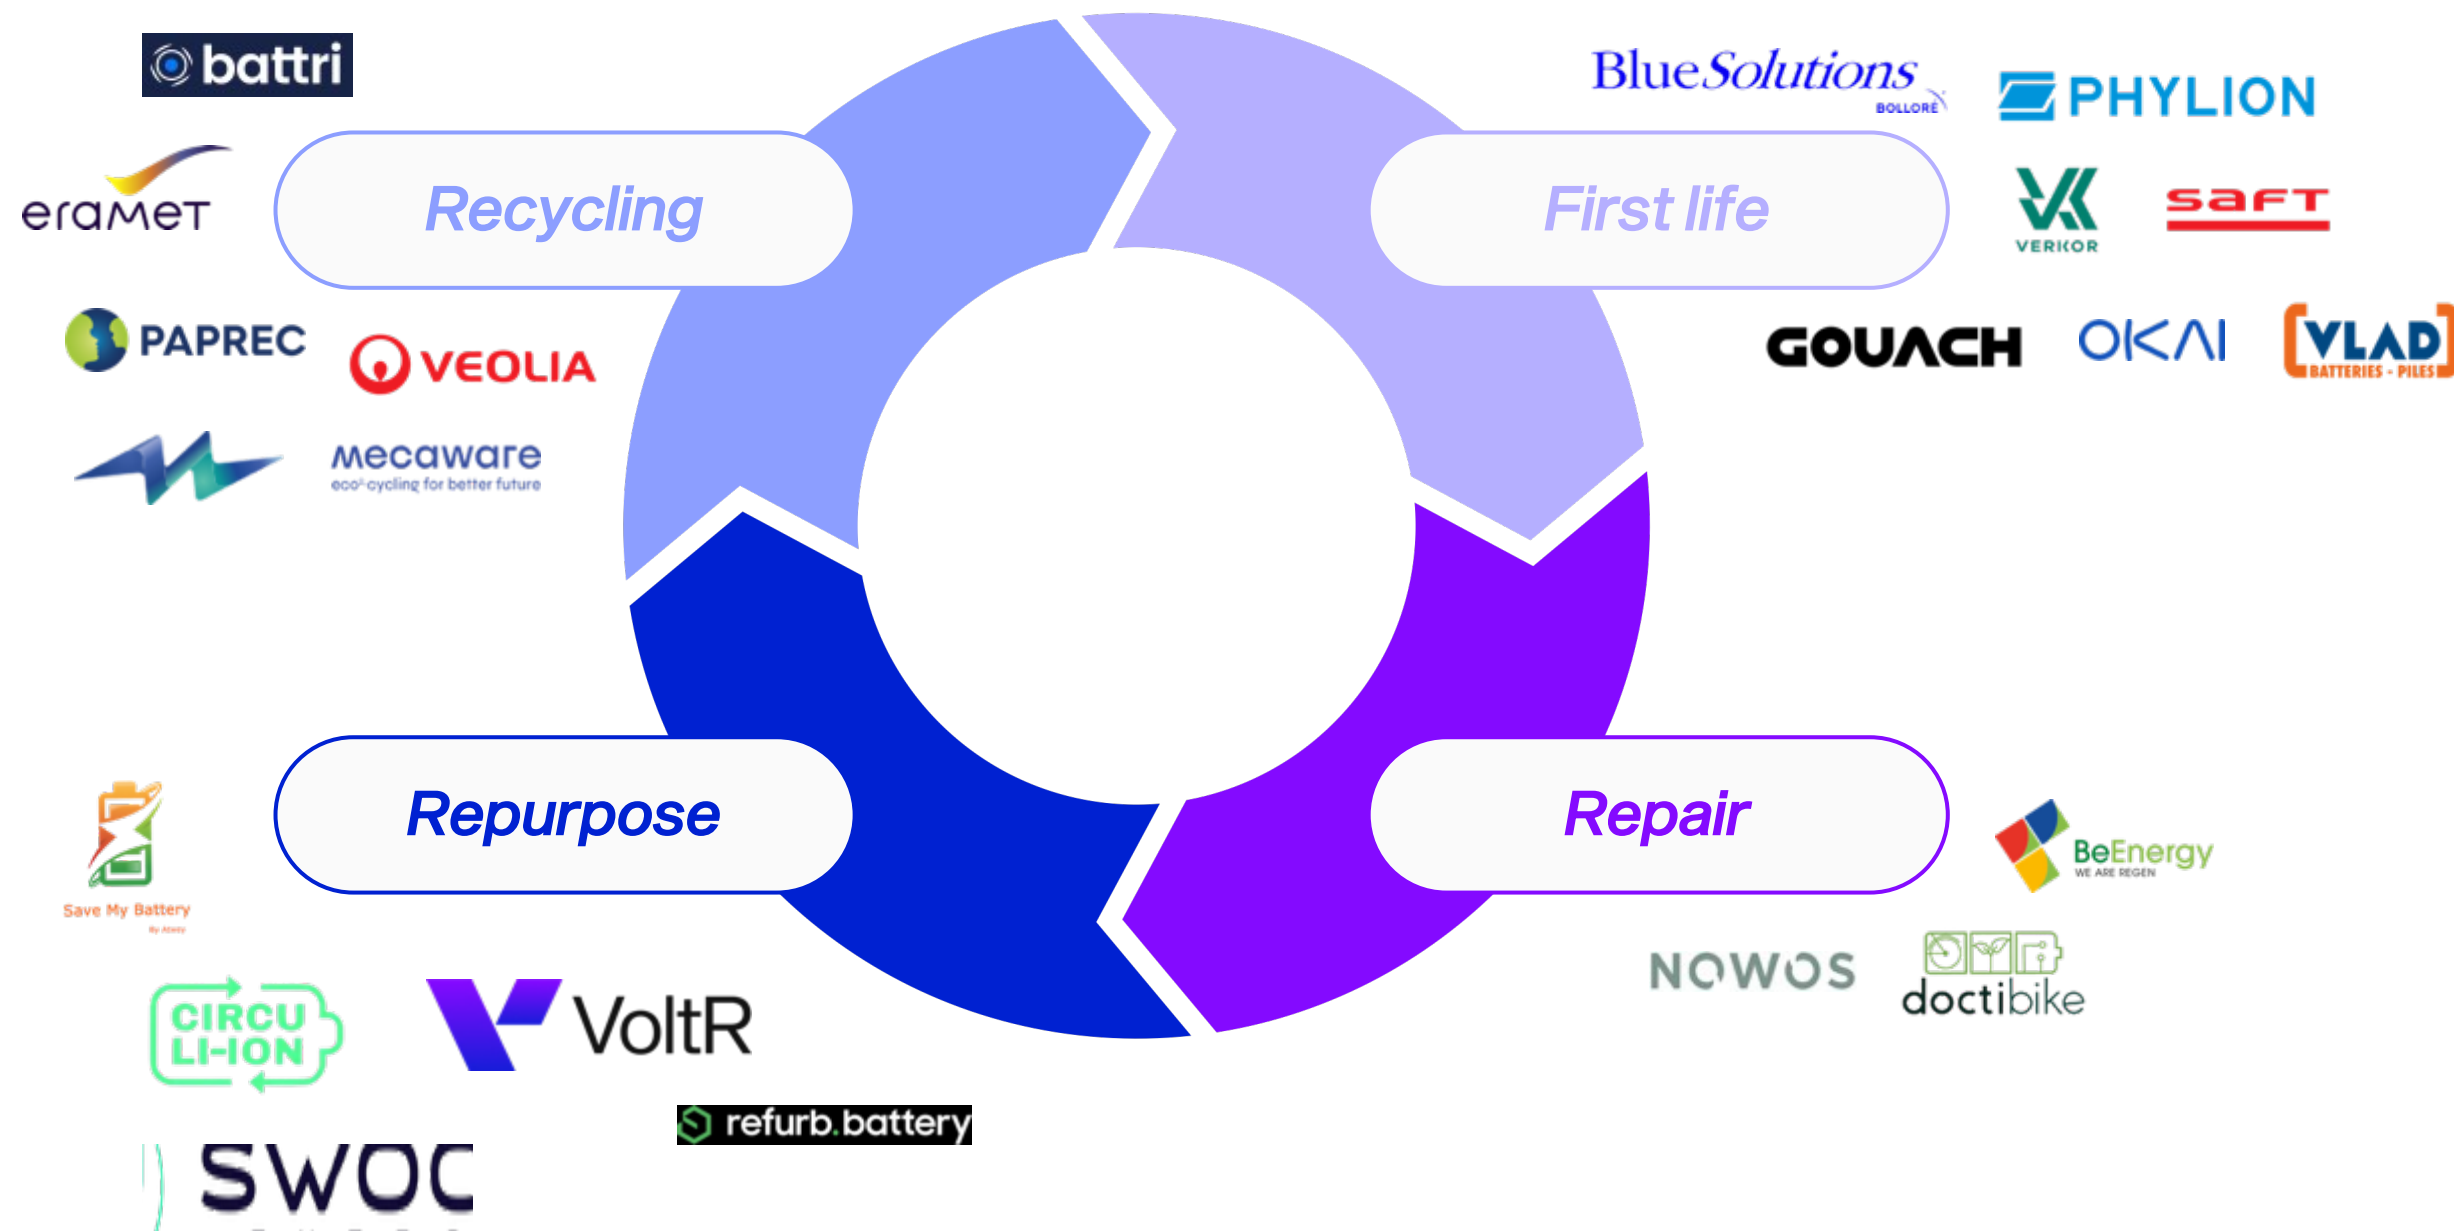 battri
eramet
Recycling
PAPREC
VEOLIA
mecaware
eco²-cycling for better future
BlueSolutions
BOLLORÉ
PHYLION
First life
VERKOR
SAFT
GOUACH
OKAI
VLAD
BATTERIES - PILES
Repurpose
Save My Battery
CIRCU
LI-ION
VoltR
refurb.battery
SWOO
Repair
BeEnergy
WE ARE REGEN
NOWOS
doctibike